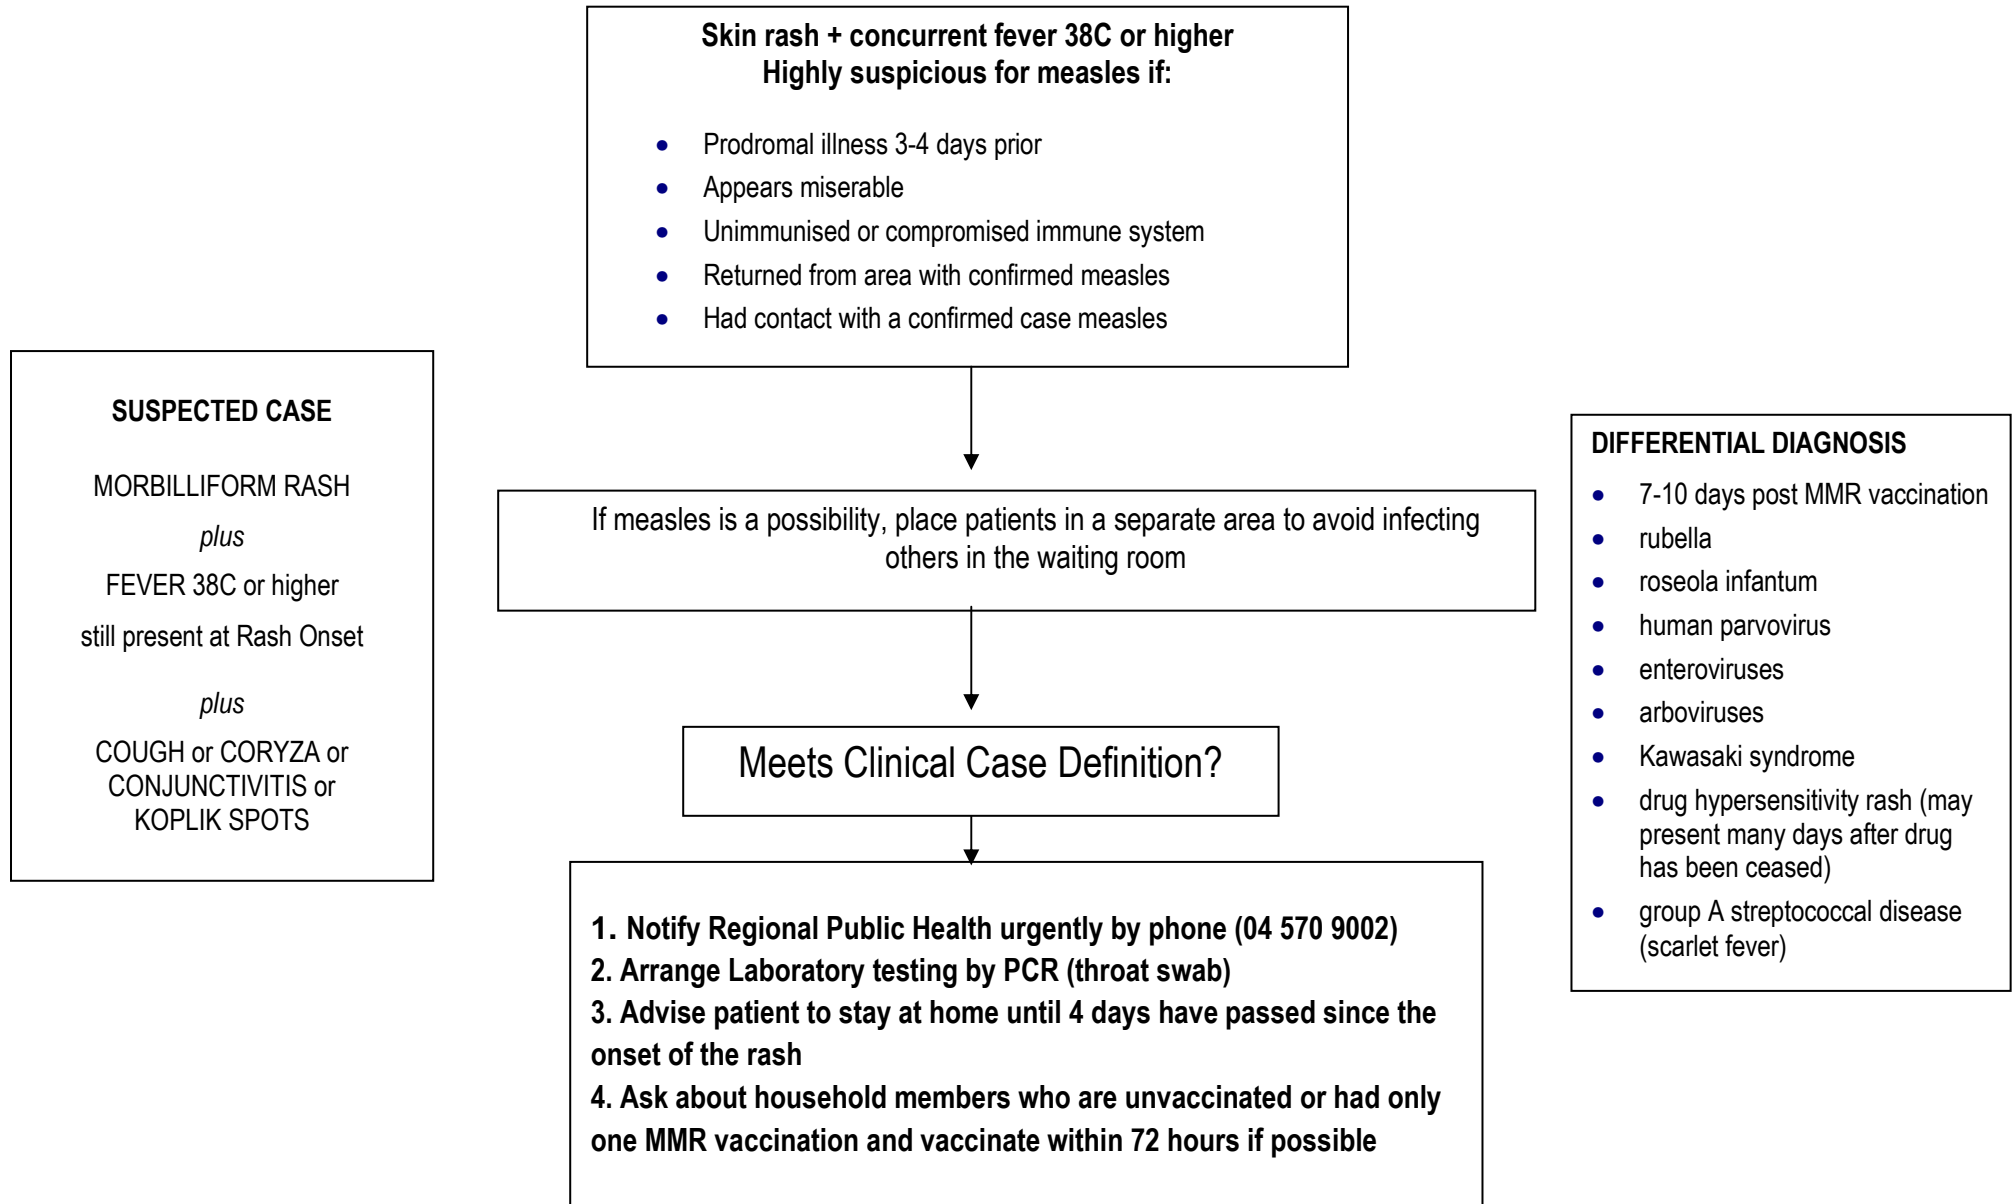 Skin rash + concurrent fever 38C or higher
Highly suspicious for measles if:
• Prodromal illness 3-4 days prior
• Appears miserable
• Unimmunised or compromised immune system
• Returned from area with confirmed measles
• Had contact with a confirmed case measles
SUSPECTED CASE
MORBILLIFORM RASH
plus
FEVER 38C or higher
still present at Rash Onset
plus
COUGH or CORYZA or
CONJUNCTIVITIS or
KOPLIK SPOTS
If measles is a possibility, place patients in a separate area to avoid infecting
others in the waiting room
Meets Clinical Case Definition?
1. Notify Regional Public Health urgently by phone (04 570 9002)
2. Arrange Laboratory testing by PCR (throat swab)
3. Advise patient to stay at home until 4 days have passed since the
onset of the rash
4. Ask about household members who are unvaccinated or had only
one MMR vaccination and vaccinate within 72 hours if possible
DIFFERENTIAL DIAGNOSIS
• 7-10 days post MMR vaccination
• rubella
• roseola infantum
• human parvovirus
• enteroviruses
• arboviruses
• Kawasaki syndrome
• drug hypersensitivity rash (may
present many days after drug
has been ceased)
• group A streptococcal disease
(scarlet fever)